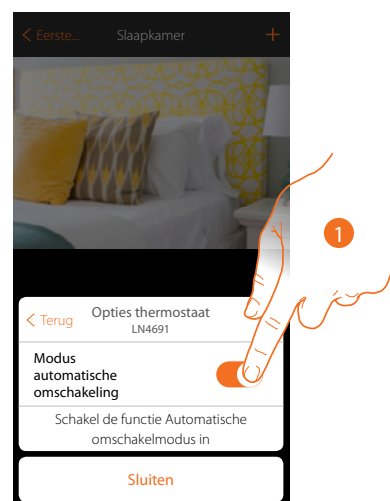 < Eerste... Slaapkamer +
1
< Terug Opties thermostaat
LN4691
Modus
automatische
omschakeling
Schakel de functie Automatische
omschakelmodus in
Sluiten